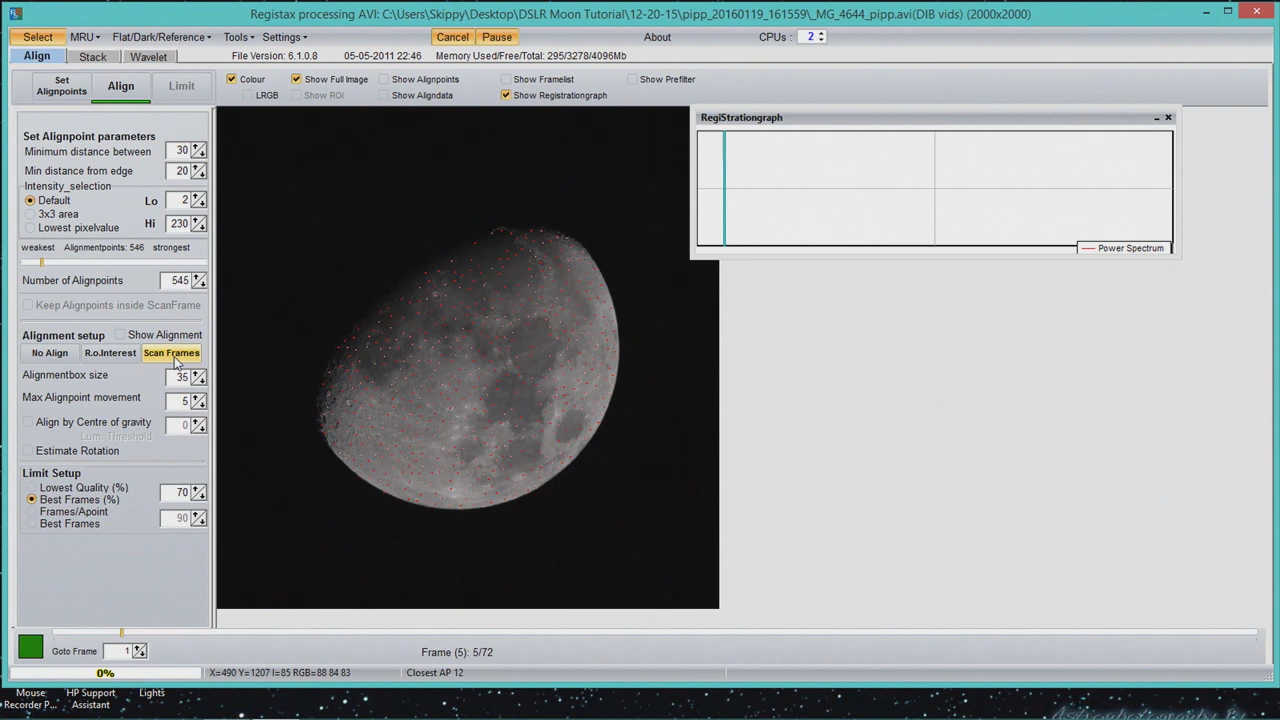 Registax processing AVI: C:\Users\Skippy\Desktop\DSLR Moon Tutorial\12-20-15\pipp_20160119_161559\_MG_4644_pipp.avi(DIB vids) (2000x2000)
Select MRU Flat/Dark/Reference Tools Settings Cancel Pause About CPUs : 2
Align Stack Wavelet File Version: 6.1.0.8 05-05-2011 22:46 Memory Used/Free/Total: 295/3278/4096Mb
Set Alignpoints Align Limit
Colour Show Full Image Show Alignpoints Show Framelist Show Prefilter
LRGB Show ROI Show Aligndata Show Registrationgraph
RegiStrationgraph
Power Spectrum
Set Alignpoint parameters
Minimum distance between 30
Min distance from edge 20
Intensity_selection
Default Lo 2
3x3 area
Lowest pixelvalue Hi 230
weakest Alignmentpoints: 546 strongest
Number of Alignpoints 545
Keep Alignpoints inside ScanFrame
Alignment setup Show Alignment
No Align R.o.Interest Scan Frames
Alignmentbox size 35
Max Alignpoint movement 5
Align by Centre of gravity 0
Lum. Threshold
Estimate Rotation
Limit Setup
Lowest Quality (%)
Best Frames (%) 70
Frames/Apoint
Best Frames 90
Goto Frame 1 Frame (5): 5/72
0% X=490 Y=1207 I=85 RGB=88 84 83 Closest AP 12
Mouse Recorder P... HP Support Assistant Lights